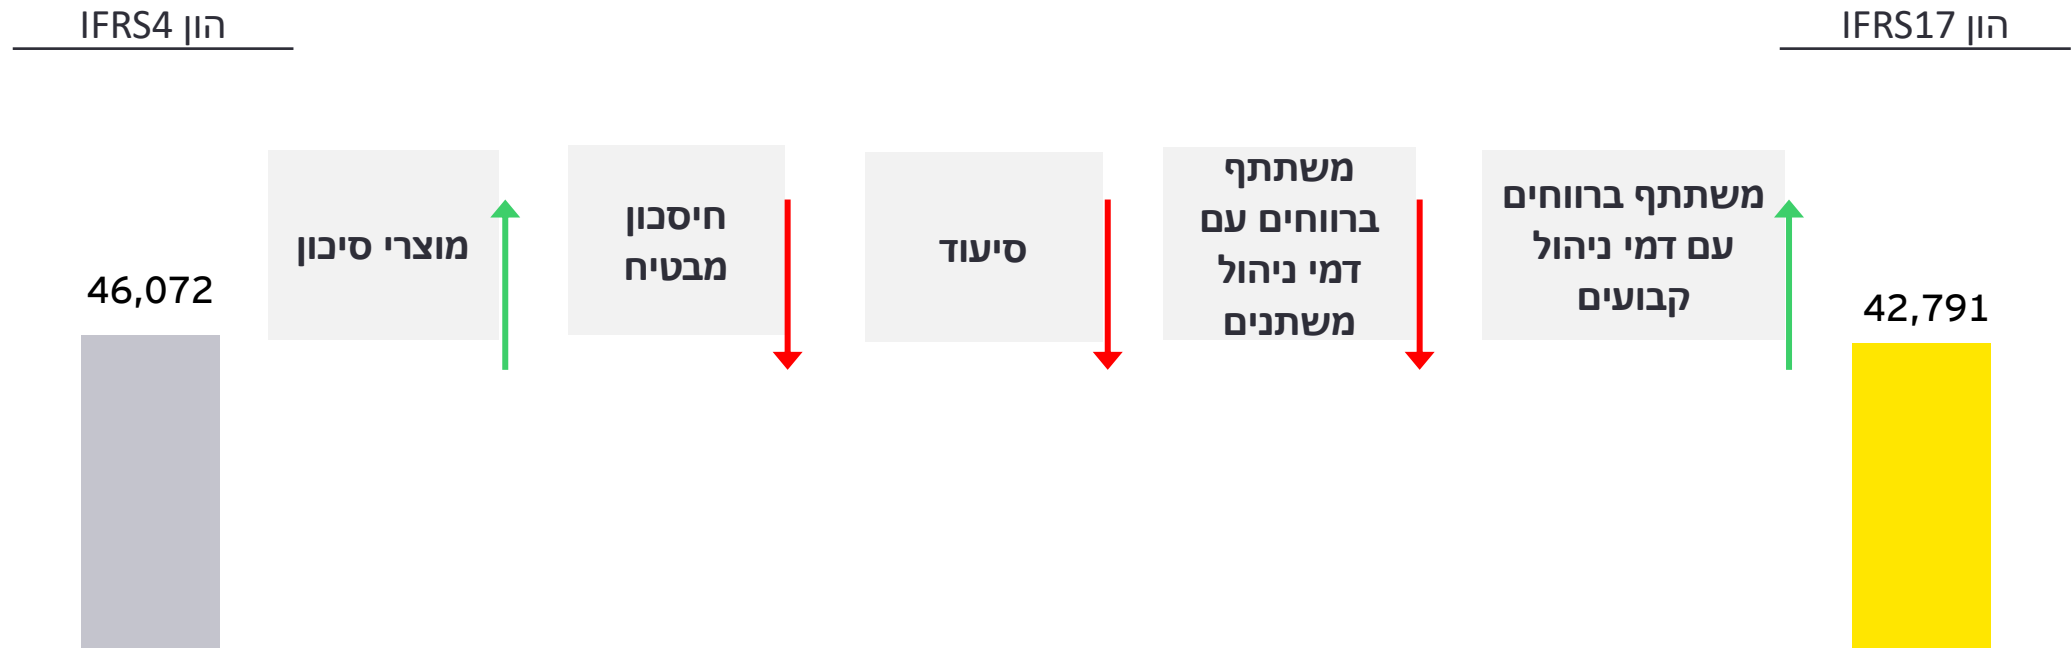 הון IFRS4
הון IFRS17
46,072
מוצרי סיכון
חיסכון
מבטיח
סיעוד
משתתף
ברווחים עם
דמי ניהול
משתנים
משתתף ברווחים
עם דמי ניהול
קבועים
42,791